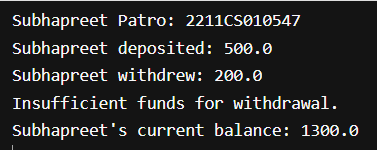 Subhapreet Patro: 2211CS010547
Subhapreet deposited: 500.0
Subhapreet withdrew: 200.0
Insufficient funds for withdrawal.
Subhapreet's current balance: 1300.0